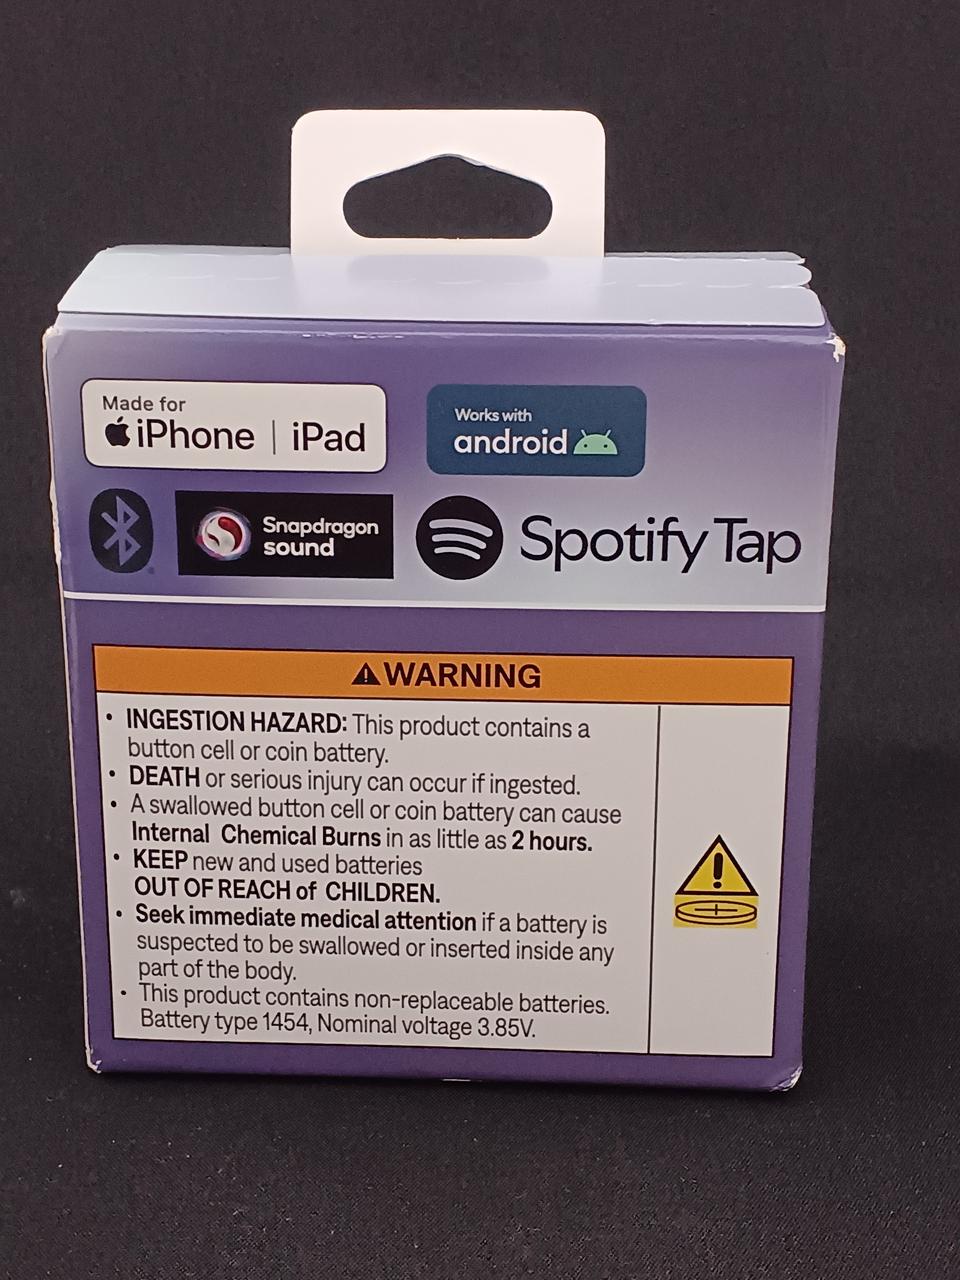 Made for
iPhone | iPad
Works with
android
Snapdragon
sound
Spotify Tap
WARNING
• INGESTION HAZARD: This product contains a
button cell or coin battery.
• DEATH or serious injury can occur if ingested.
• A swallowed button cell or coin battery can cause
Internal Chemical Burns in as little as 2 hours.
• KEEP new and used batteries
OUT OF REACH of CHILDREN.
• Seek immediate medical attention if a battery is
suspected to be swallowed or inserted inside any
part of the body.
• This product contains non-replaceable batteries.
Battery type 1454, Nominal voltage 3.85V.